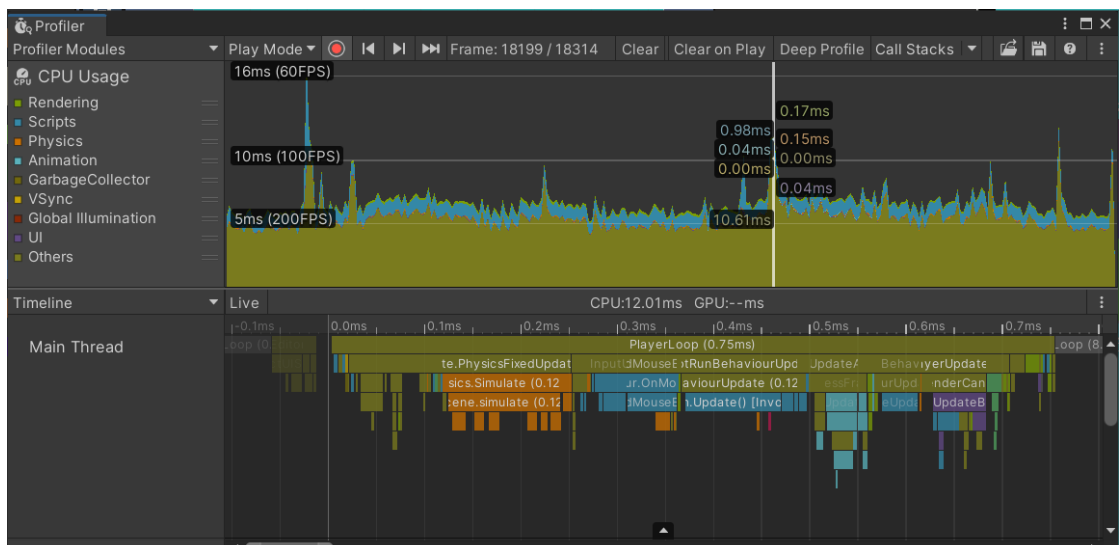 Profiler
Profiler Modules
Play Mode
Frame: 18199 / 18314
Clear
Clear on Play
Deep Profile
Call Stacks
CPU Usage
Rendering
Scripts
Physics
Animation
GarbageCollector
VSync
Global Illumination
UI
Others
16ms (60FPS)
10ms (100FPS)
5ms (200FPS)
0.98ms
0.04ms
0.00ms
10.61ms
0.17ms
0.15ms
0.00ms
0.04ms
Timeline
Live
CPU:12.01ms GPU:--ms
Main Thread
-0.1ms
0.0ms
0.1ms
0.2ms
0.3ms
0.4ms
0.5ms
0.6ms
0.7ms
PlayerLoop (0.75ms)
te.PhysicsFixedUpdat
sics.Simulate (0.12
ene.simulate (0.12
aviourUpdate (0.12
.Update() [Invo
UpdateB